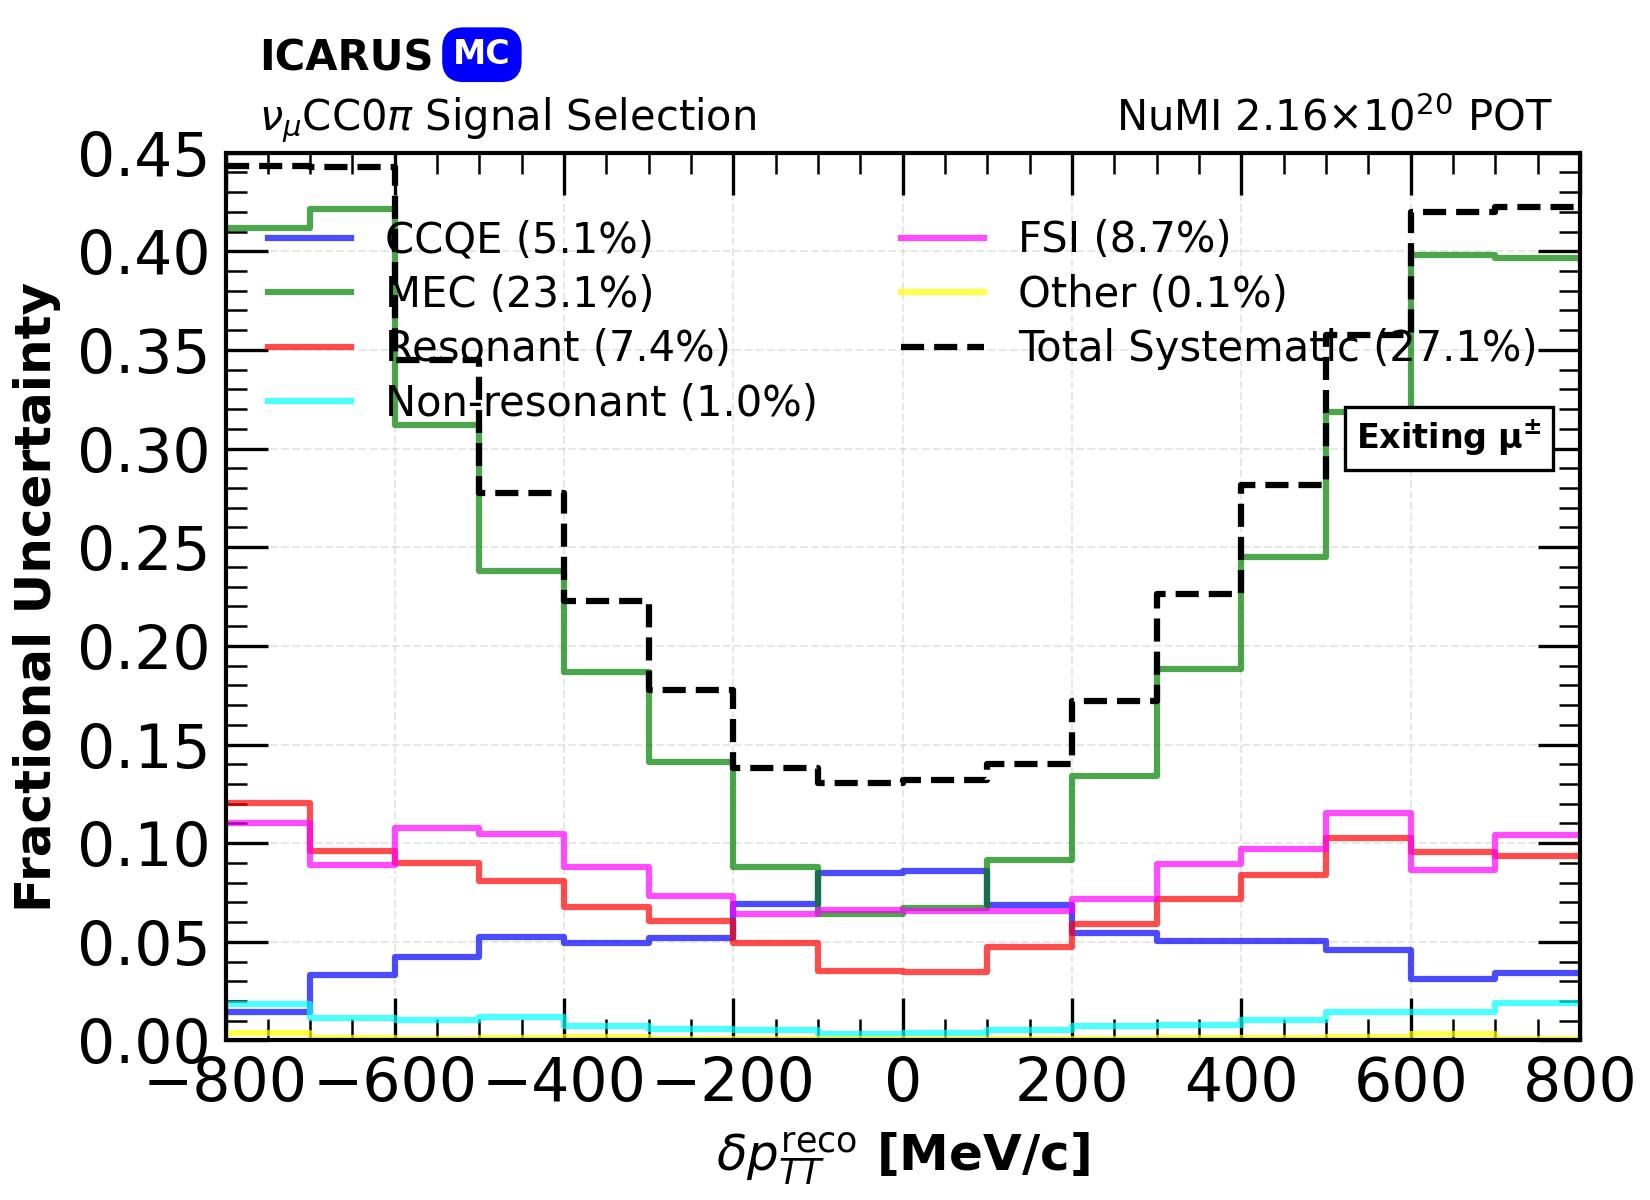 ICARUS MC
νμCC0π Signal Selection NuMI 2.16×10²⁰ POT
0.45
0.40
0.35
0.30
0.25
0.20
0.15
0.10
0.05
0.00
Fractional Uncertainty
CCQE (5.1%) FSI (8.7%)
MEC (23.1%) Other (0.1%)
Resonant (7.4%) Total Systematic (27.1%)
Non-resonant (1.0%)
Exiting μ±
−800 −600 −400 −200 0 200 400 600 800
δp_TT^reco [MeV/c]